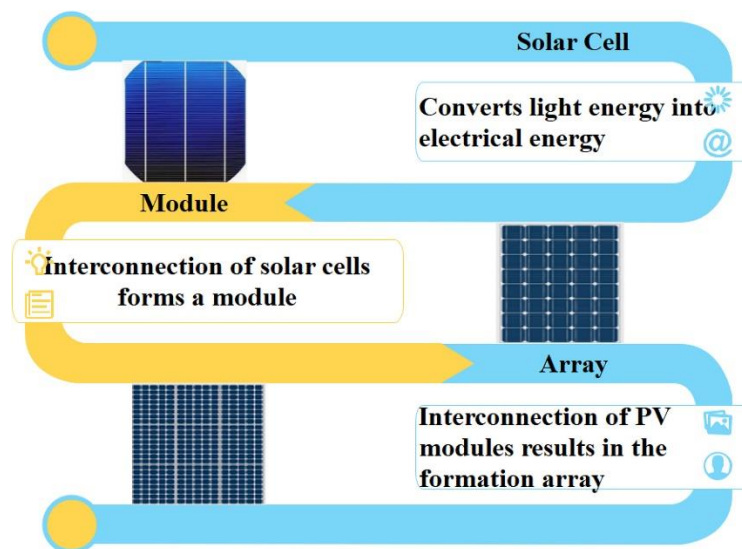 Solar Cell
Converts light energy into
electrical energy
@
Module
Interconnection of solar cells
forms a module
Array
Interconnection of PV
modules results in the
formation array